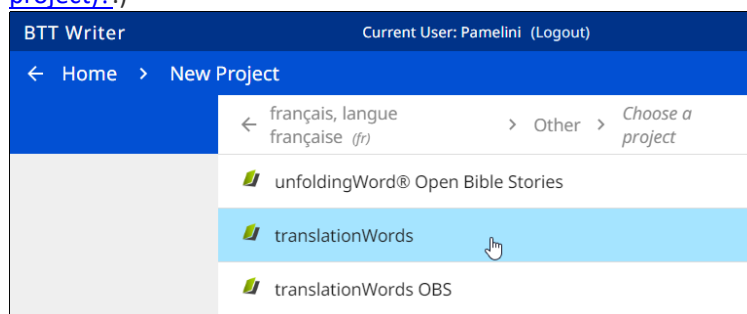 project)?.)
BTT Writer Current User: Pamelini (Logout)
← Home > New Project
← français, langue française (fr) > Other > Choose a project
unfoldingWord® Open Bible Stories
translationWords
translationWords OBS